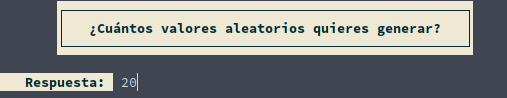 ¿Cuántos valores aleatorios quieres generar?
Respuesta: 20